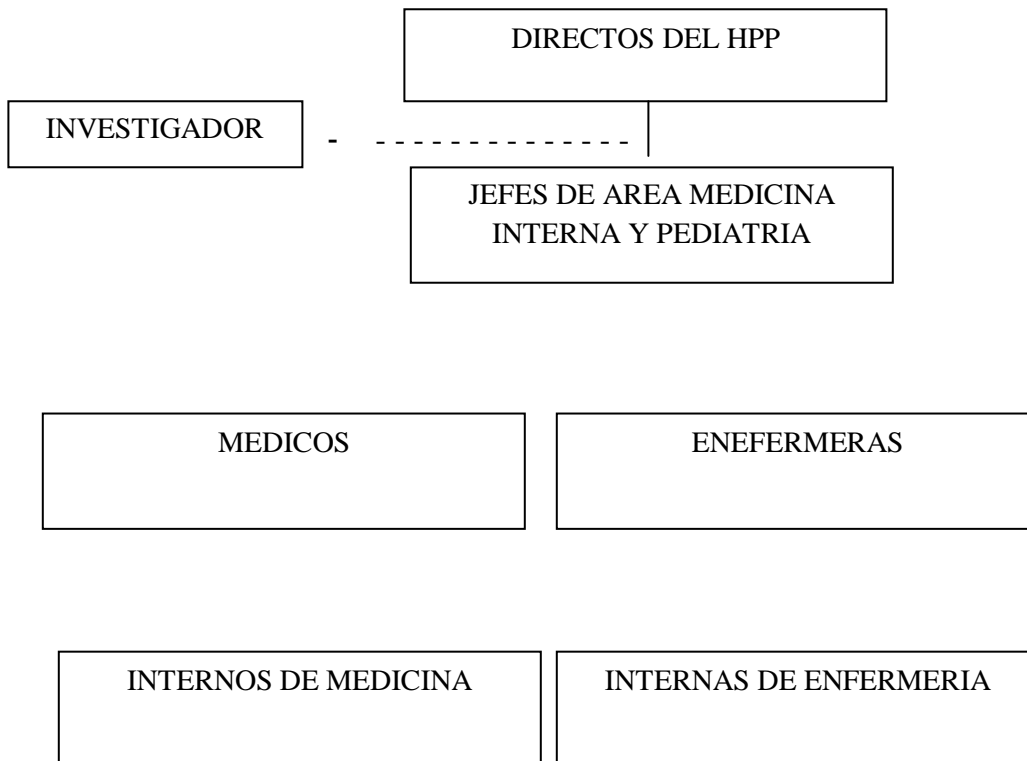 DIRECTOS DEL HPP
INVESTIGADOR
JEFES DE AREA MEDICINA
INTERNA Y PEDIATRIA
MEDICOS
ENEFERMERAS
INTERNOS DE MEDICINA
INTERNAS DE ENFERMERIA